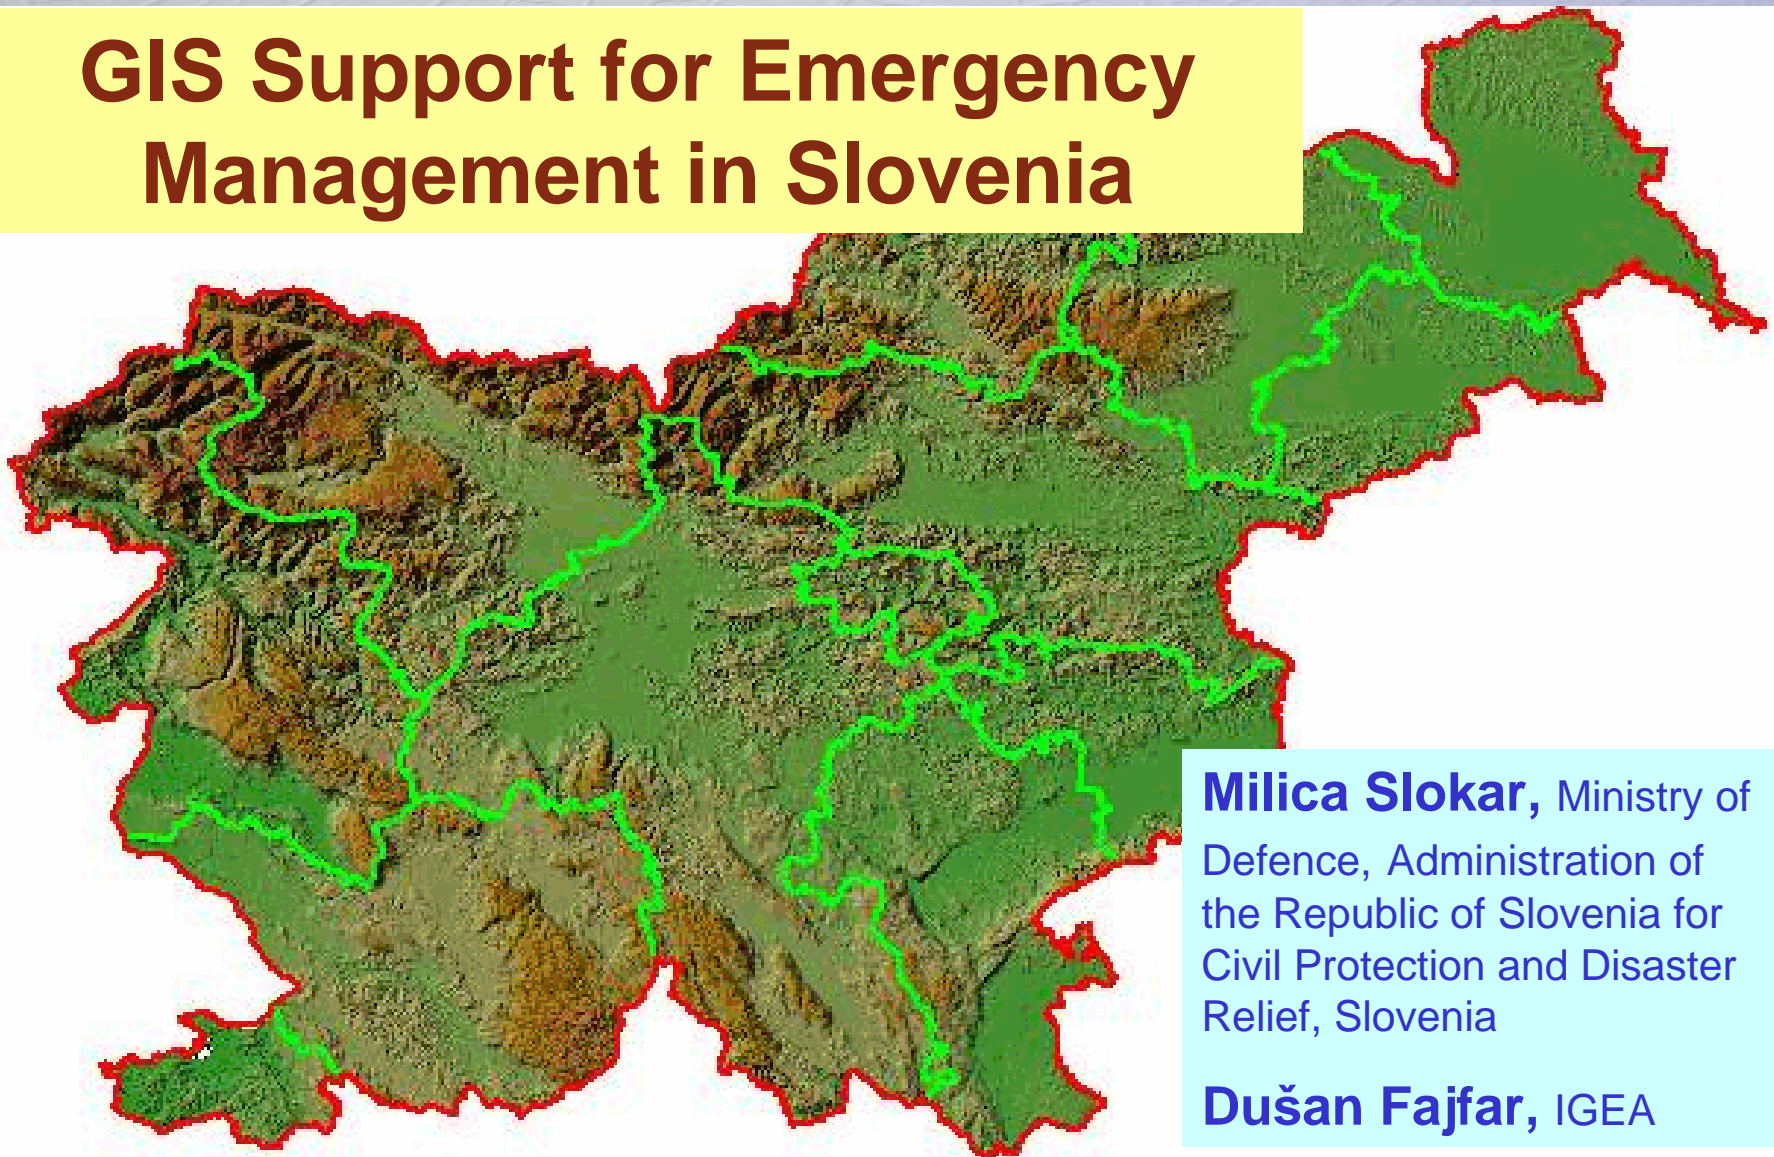 GIS Support for Emergency
Management in Slovenia
Milica Slokar, Ministry of
Defence, Administration of
the Republic of Slovenia for
Civil Protection and Disaster
Relief, Slovenia
Dušan Fajfar, IGEA